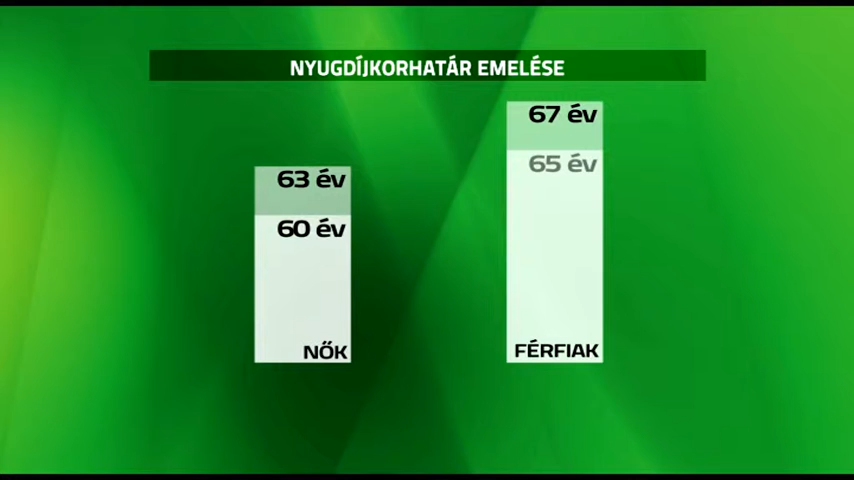 NYUGDÍJKORHATÁR EMELÉSE
63 év
60 év
NŐK
67 év
65 év
FÉRFIAK